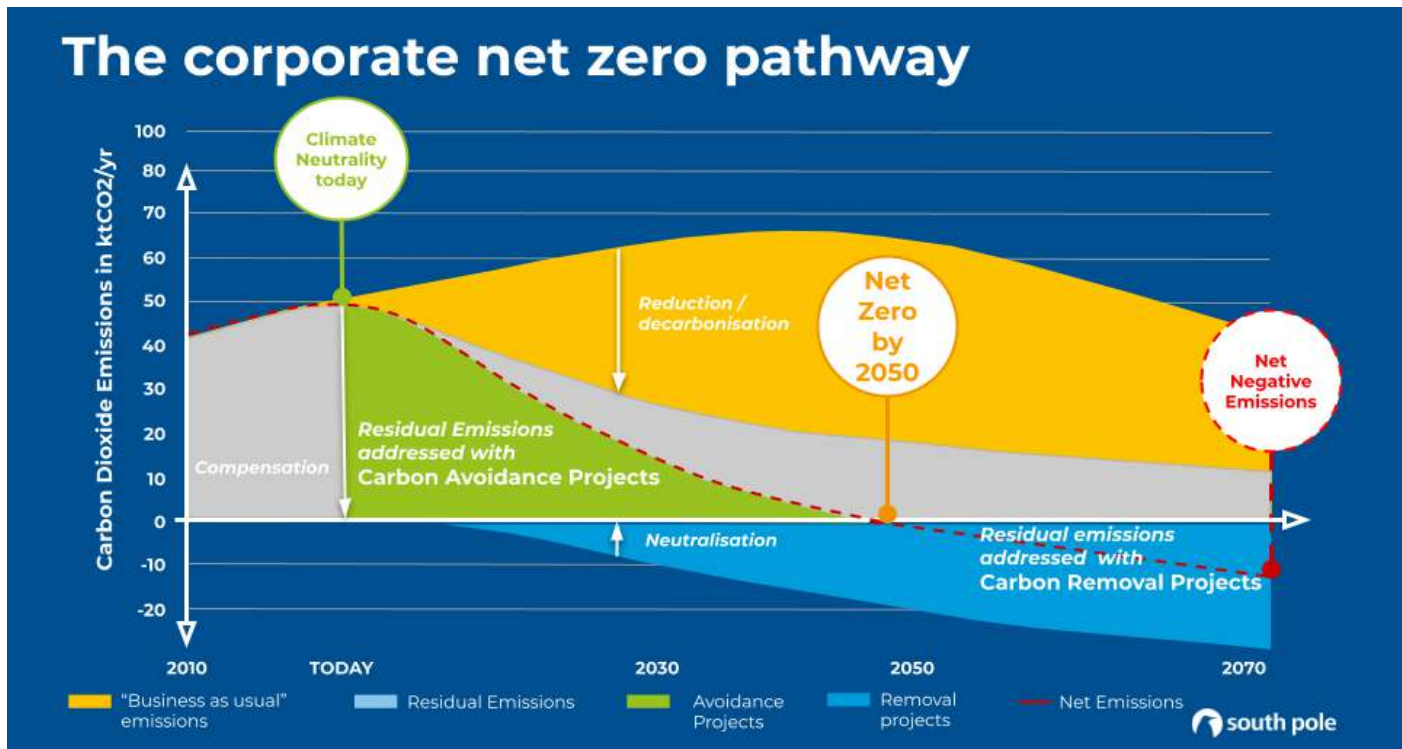 The corporate net zero pathway
Climate
Neutrality
today
Carbon Dioxide Emissions in ktCO2/yr
100
80
70
60
50
40
30
20
10
0
-10
-20
Reduction /
decarbonisation
Net
Zero
by
2050
Net
Negative
Emissions
Compensation
Residual Emissions
addressed with
Carbon Avoidance Projects
Neutralisation
Residual emissions
addressed with
Carbon Removal Projects
2010
TODAY
2030
2050
2070
"Business as usual"
emissions
Residual Emissions
Avoidance
Projects
Removal
projects
Net Emissions
south pole